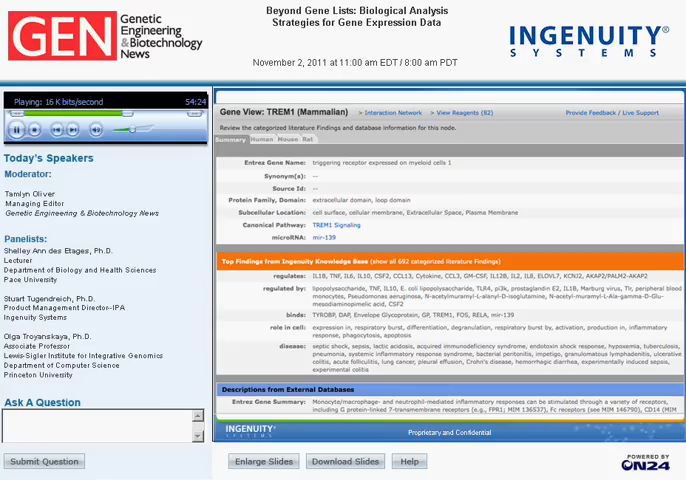 GEN Genetic
Engineering
& Biotechnology
News
Beyond Gene Lists: Biological Analysis
Strategies for Gene Expression Data
November 2, 2011 at 11:00 am EDT / 8:00 am PDT
INGENUITY®
SYSTEMS
Playing: 16 K bits/second 54:24
Today's Speakers
Moderator:
Tamlyn Oliver
Managing Editor
Genetic Engineering & Biotechnology News
Panelists:
Shelley Ann des Etages, Ph.D.
Lecturer
Department of Biology and Health Sciences
Pace University
Stuart Tugendreich, Ph.D.
Product Management Director-IPA
Ingenuity Systems
Olga Troyanskaya, Ph.D.
Associate Professor
Lewis-Sigler Institute for Integrative Genomics
Department of Computer Science
Princeton University
Ask A Question
Submit Question
Gene View: TREM1 (Mammalian) > Interaction Network > View Reagents (82) Provide Feedback / Live Support
Review the categorized literature Findings and database information for this node.
Summary Human Mouse Rat
Entrez Gene Name: triggering receptor expressed on myeloid cells 1
Synonym(s): --
Source Id: --
Protein Family, Domain: extracellular domain, loop domain
Subcellular Location: cell surface, cellular membrane, Extracellular Space, Plasma Membrane
Canonical Pathway: TREM1 Signaling
microRNA: mir-139
Top Findings from Ingenuity Knowledge Base (show all 692 categorized literature findings)
regulates: IL1B, TNF, IL6, IL10, CSF2, CCL13, Cytokine, CCL3, GM-CSF, IL12B, IL2, IL8, ELOVL7, KCNJ2, AKAP2/PALM2-AKAP2
regulated by: lipopolysaccharide, TNF, IL10, E. coli lipopolysaccharide, TLR4, pi3k, prostaglandin E2, IL1B, Marburg virus, Tlr, peripheral blood
monocytes, Pseudomonas aeruginosa, N-acetylmuramyl-L-alanyl-D-isoglutamine, N-acetyl-muramyl-L-Ala-gamma-D-Glu-
mesodiaminopimelic acid, CSF2
binds: TYROBP, DAP, Envelope Glycoprotein, GP, TREM1, FOS, RELA, mir-139
role in cell: expression in, respiratory burst, differentiation, degranulation, respiratory burst by, activation, production in, inflammatory
response, phagocytosis, apoptosis
disease: septic shock, sepsis, lactic acidosis, acquired immunodeficiency syndrome, endotoxin shock response, hypoxemia, tuberculosis,
pneumonia, systemic inflammatory response syndrome, bacterial peritonitis, impetigo, granulomatous lymphadenitis, ulcerative
colitis, acute folliculitis, lung cancer, pleural effusion, Crohn's disease, hemorrhagic diarrhea, experimentally induced sepsis,
experimental colitis
Descriptions from External Databases
Entrez Gene Summary: Monocyte/macrophage- and neutrophil-mediated inflammatory responses can be stimulated through a variety of receptors,
including G protein-linked 7-transmembrane receptors (e.g., FPR1; MIM 136537), Fc receptors (see MIM 146790), CD14 (MIM
INGENUITY
SYSTEMS
Proprietary and Confidential
Enlarge Slides Download Slides Help
POWERED BY
ON24